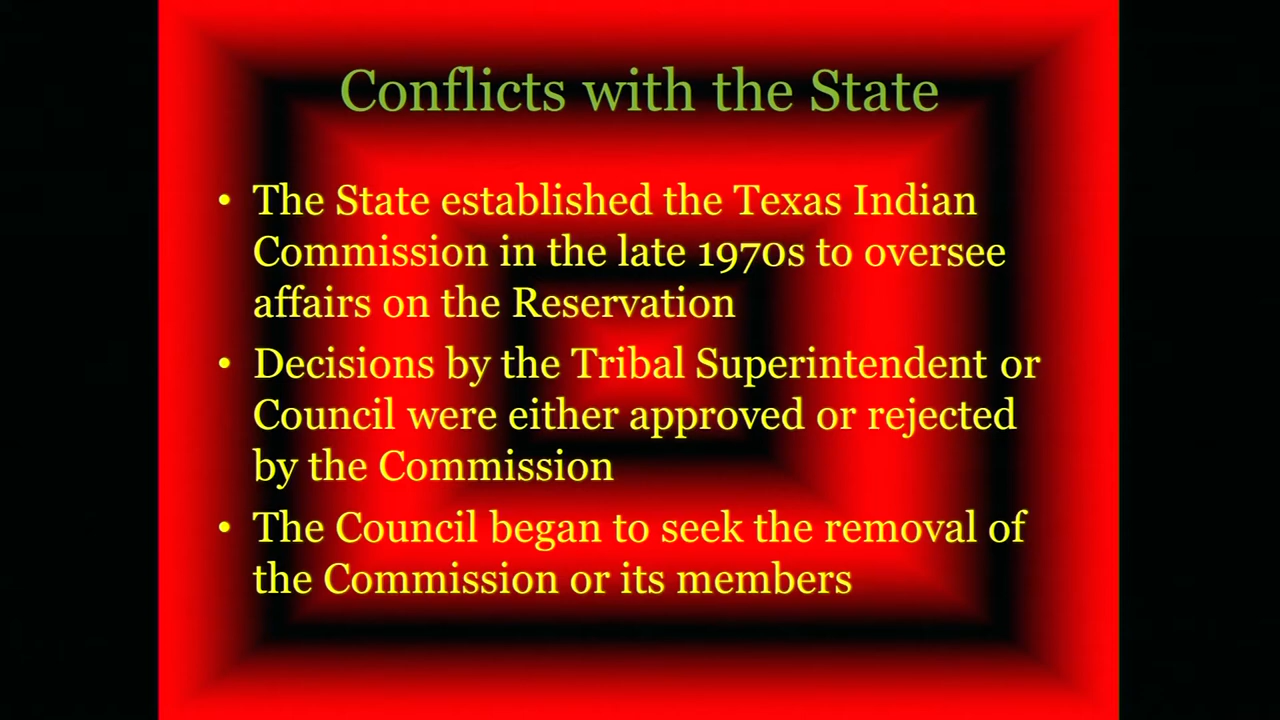 Conflicts with the State
• The State established the Texas Indian
Commission in the late 1970s to oversee
affairs on the Reservation
• Decisions by the Tribal Superintendent or
Council were either approved or rejected
by the Commission
• The Council began to seek the removal of
the Commission or its members